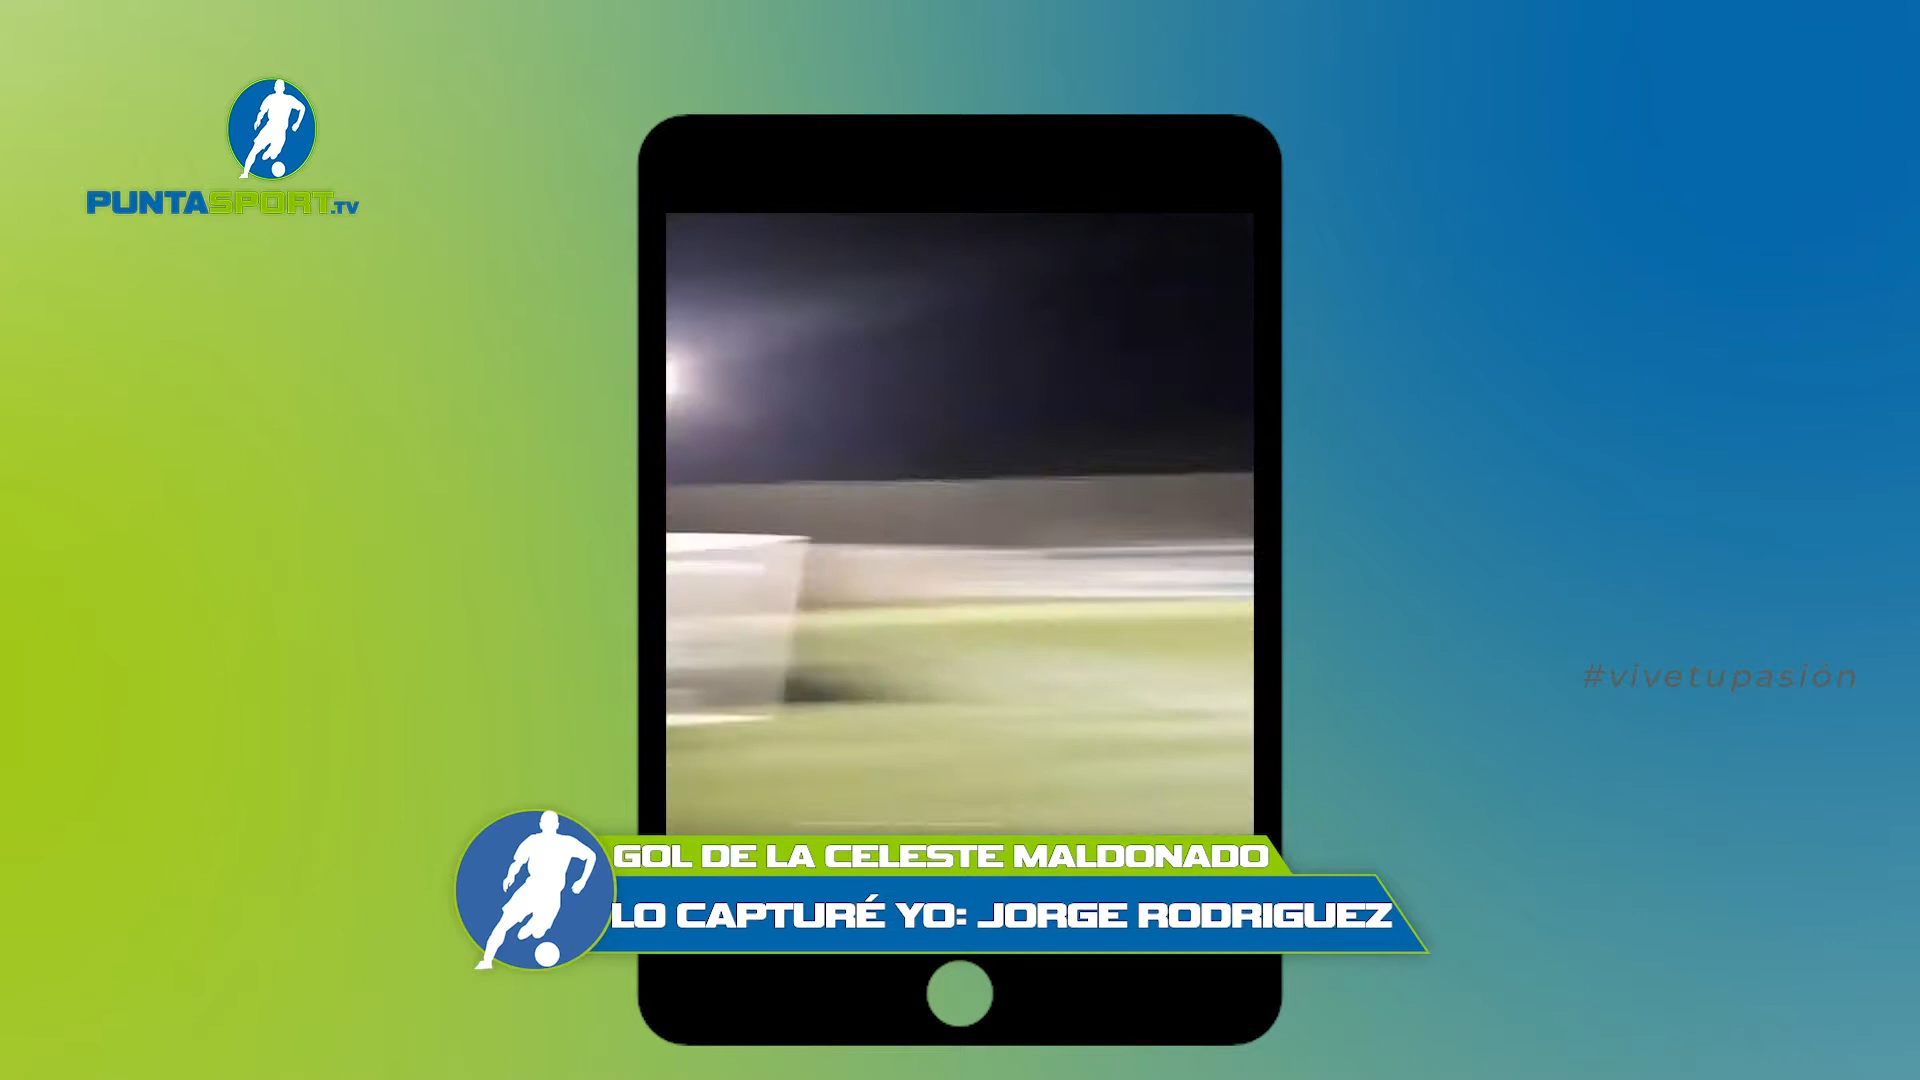 PUNTASPORT.TV
#vivetupasión
GOL DE LA CELESTE MALDONADO
LO CAPTURÉ YO: JORGE RODRIGUEZ